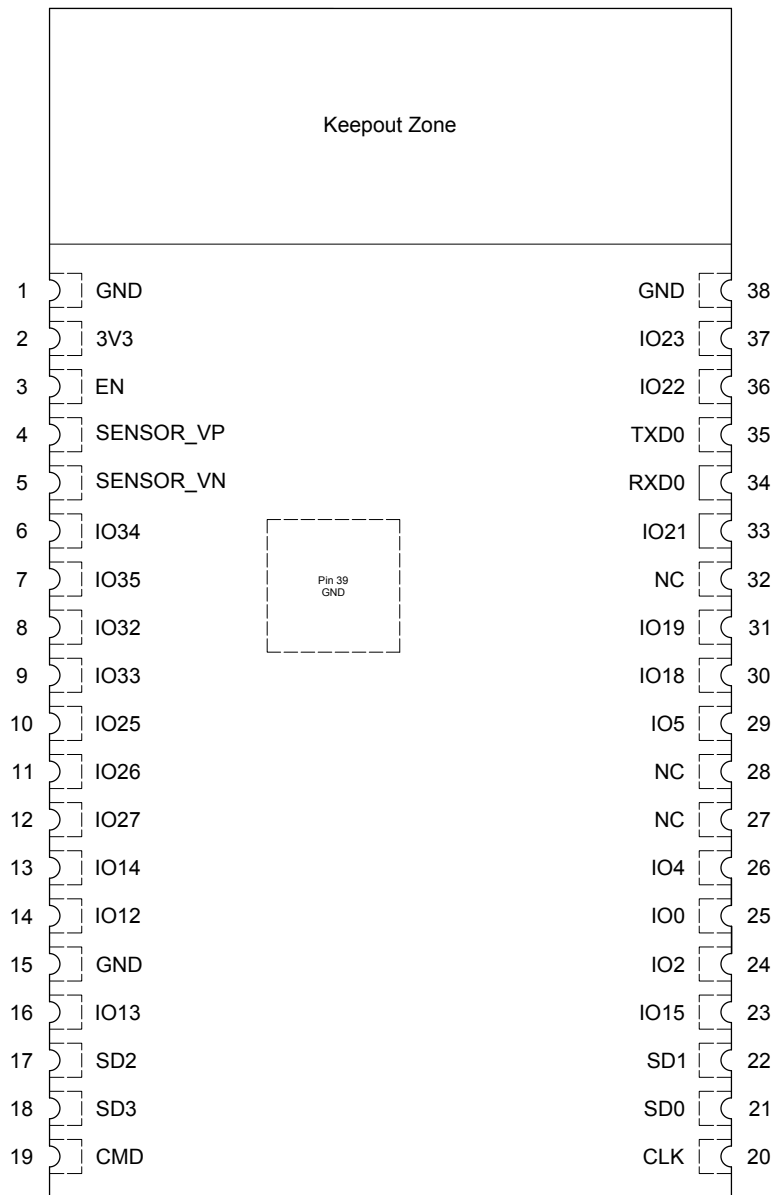 Keepout Zone
1 GND GND 38
2 3V3 IO23 37
3 EN IO22 36
4 SENSOR_VP TXD0 35
5 SENSOR_VN RXD0 34
6 IO34 IO21 33
7 IO35 Pin 39 NC 32
GND
8 IO32 IO19 31
9 IO33 IO18 30
10 IO25 IO5 29
11 IO26 NC 28
12 IO27 NC 27
13 IO14 IO4 26
14 IO12 IO0 25
15 GND IO2 24
16 IO13 IO15 23
17 SD2 SD1 22
18 SD3 SD0 21
19 CMD CLK 20